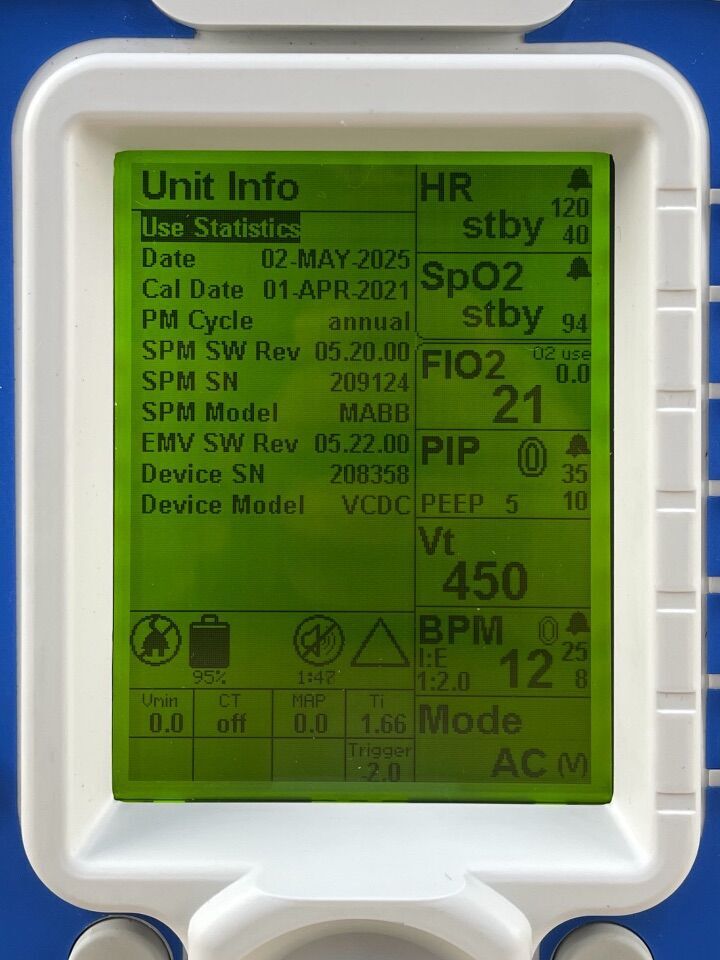 Unit Info
Use Statistics
Date 02-MAY-2025
Cal Date 01-APR-2021
PM Cycle annual
SPM SW Rev 05.20.00
SPM SN 209124
SPM Model MABB
EMV SW Rev 05.22.00
Device SN 208358
Device Model VCDC
95%
1:47
Vmin CT MAP Ti
0.0 off 0.0 1.66
Trigger
-2.0
HR
120
stby 40
SpO2
stby 94
FIO2 O2 use
0.0
21
PIP 0
35
PEEP 5 10
Vt
450
BPM 0
I:E 12 25
1:2.0 8
Mode
AC (V)